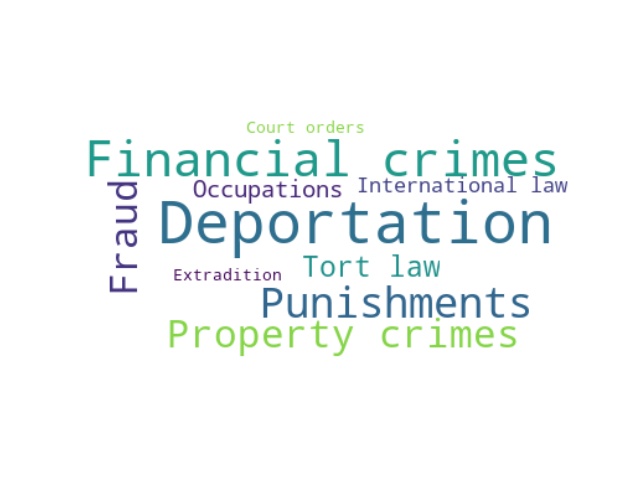 Court orders
Financial crimes
Occupations
International law
Fraud
Deportation
Extradition
Tort law
Punishments
Property crimes